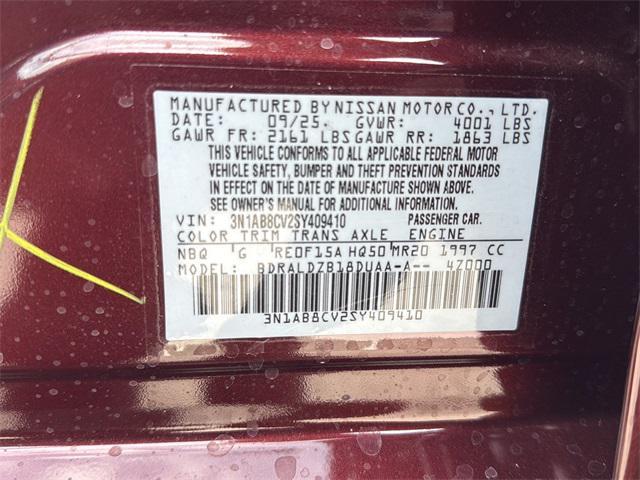 MANUFACTURED BY NISSAN MOTOR CO., LTD.
DATE: 09/25. GVWR: 4001 LBS
GAWR FR: 2161 LBS GAWR RR: 1863 LBS
THIS VEHICLE CONFORMS TO ALL APPLICABLE FEDERAL MOTOR
VEHICLE SAFETY, BUMPER, AND THEFT PREVENTION STANDARDS
IN EFFECT ON THE DATE OF MANUFACTURE SHOWN ABOVE.
SEE OWNER'S MANUAL FOR ADDITIONAL INFORMATION.
VIN: 3N1AB8CV2SY409410 PASSENGER CAR.
COLOR TRIM TRANS AXLE ENGINE
NBQ G RE0F15A HQ50 MR20 1997 CC
MODEL: BDRALDZB18DUAA-A-- 4Z000
3N1AB8CV2SY409410